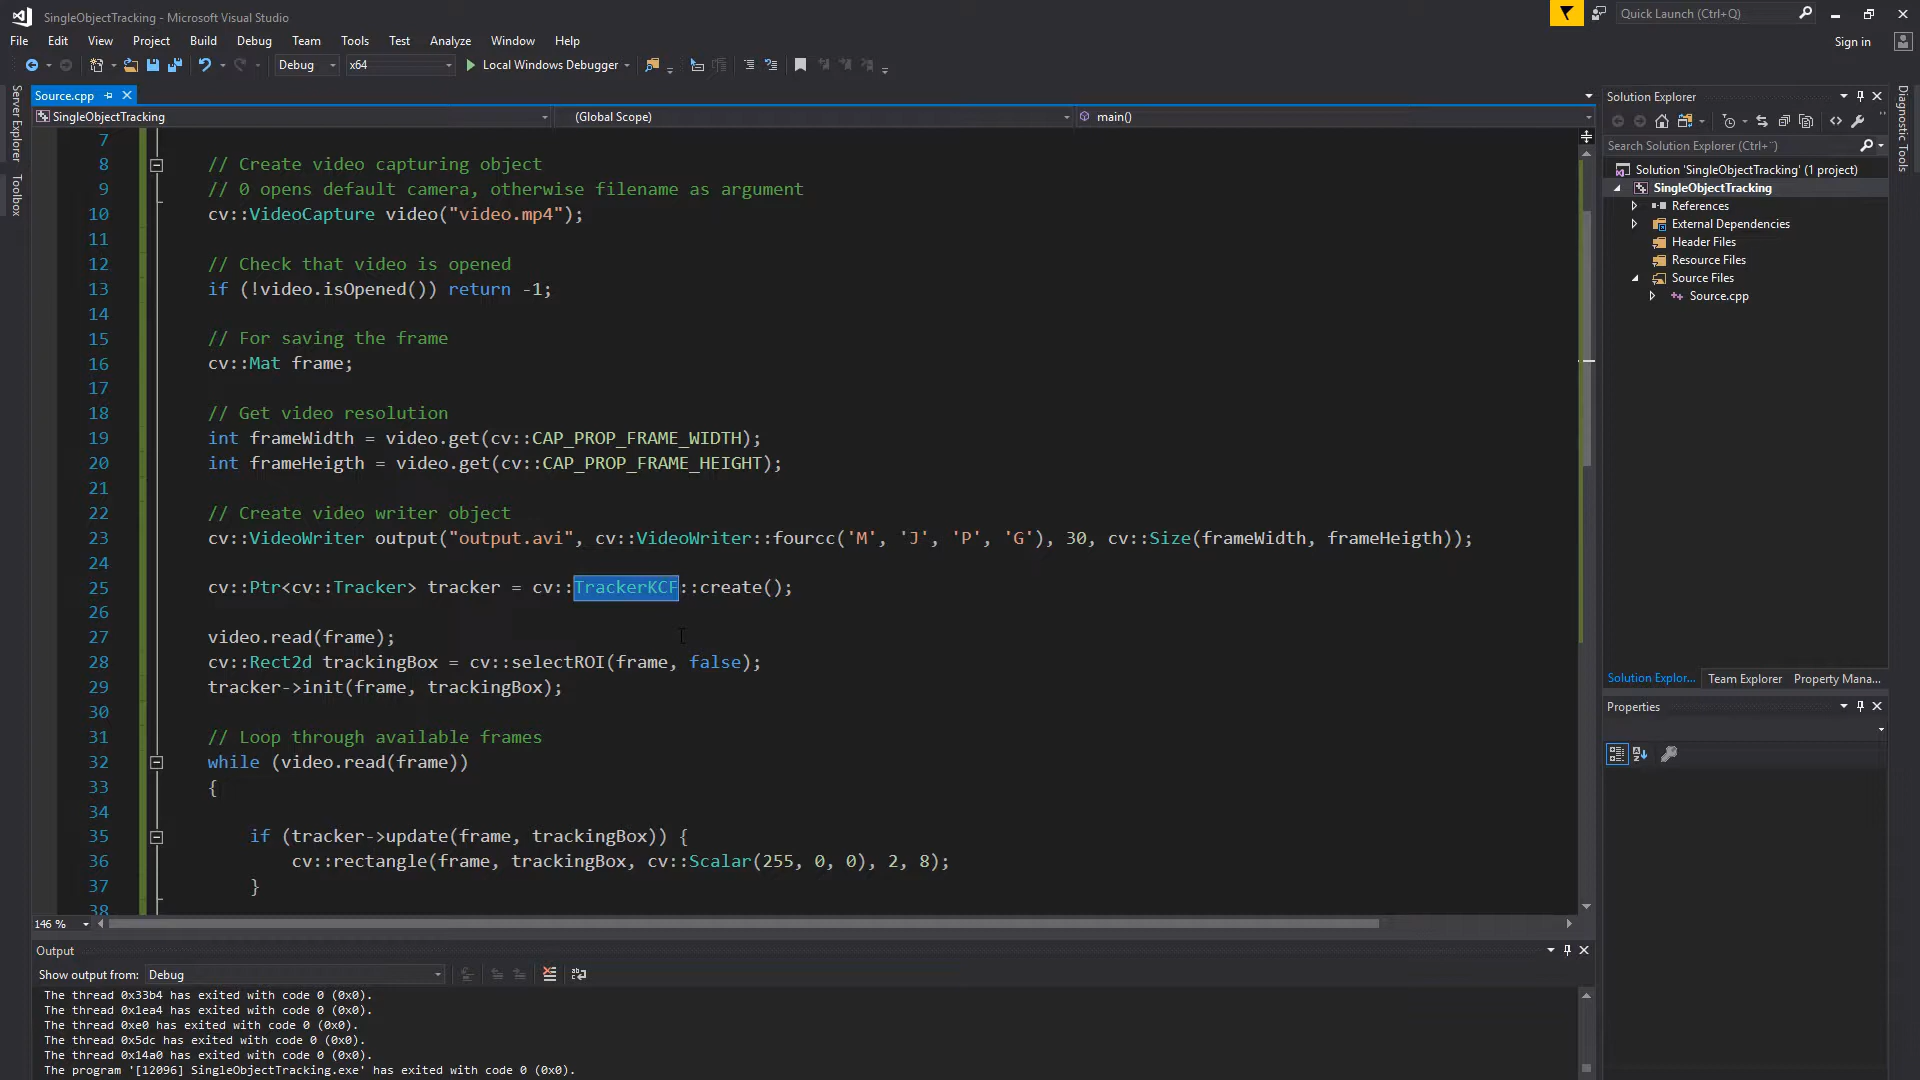 SingleObjectTracking - Microsoft Visual Studio
Quick Launch (Ctrl+Q)
File Edit View Project Build Debug Team Tools Test Analyze Window Help
Sign in
Debug x64 Local Windows Debugger
Server Explorer
Toolbox
Source.cpp
SingleObjectTracking (Global Scope) main()
7
8 // Create video capturing object
9 // 0 opens default camera, otherwise filename as argument
10 cv::VideoCapture video("video.mp4");
11
12 // Check that video is opened
13 if (!video.isOpened()) return -1;
14
15 // For saving the frame
16 cv::Mat frame;
17
18 // Get video resolution
19 int frameWidth = video.get(cv::CAP_PROP_FRAME_WIDTH);
20 int frameHeigth = video.get(cv::CAP_PROP_FRAME_HEIGHT);
21
22 // Create video writer object
23 cv::VideoWriter output("output.avi", cv::VideoWriter::fourcc('M', 'J', 'P', 'G'), 30, cv::Size(frameWidth, frameHeigth));
24
25 cv::Ptr<cv::Tracker> tracker = cv::TrackerKCF::create();
26
27 video.read(frame);
28 cv::Rect2d trackingBox = cv::selectROI(frame, false);
29 tracker->init(frame, trackingBox);
30
31 // Loop through available frames
32 while (video.read(frame))
33 {
34
35 if (tracker->update(frame, trackingBox)) {
36 cv::rectangle(frame, trackingBox, cv::Scalar(255, 0, 0), 2, 8);
37 }
38
146 %
Output
Show output from: Debug
The thread 0x33b4 has exited with code 0 (0x0).
The thread 0x1ea4 has exited with code 0 (0x0).
The thread 0xe0 has exited with code 0 (0x0).
The thread 0x5dc has exited with code 0 (0x0).
The thread 0x14a0 has exited with code 0 (0x0).
The program '[12096] SingleObjectTracking.exe' has exited with code 0 (0x0).
Solution Explorer
Search Solution Explorer (Ctrl+¨)
Solution 'SingleObjectTracking' (1 project)
SingleObjectTracking
References
External Dependencies
Header Files
Resource Files
Source Files
Source.cpp
Solution Explor... Team Explorer Property Mana...
Properties
Diagnostic Tools